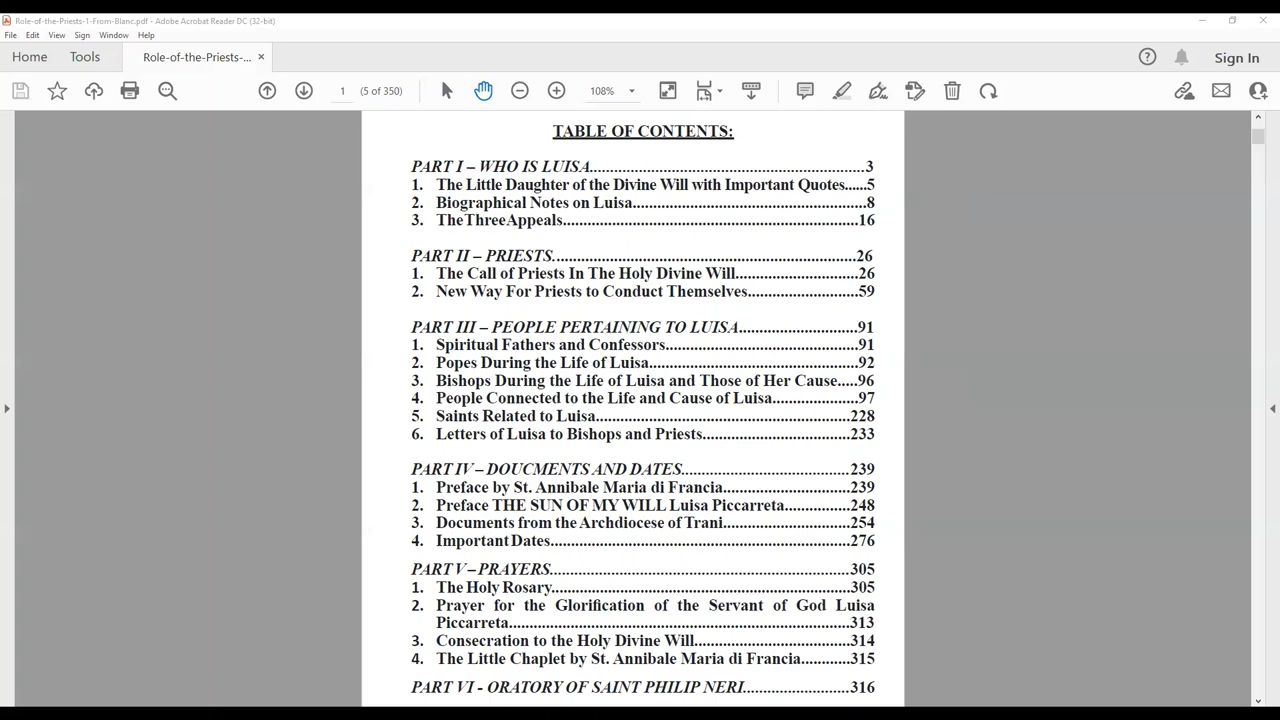 Role-of-the-Priests-1-From-Blanc.pdf - Adobe Acrobat Reader DC (32-bit)
File Edit View Sign Window Help
Home Tools Role-of-the-Priests-... × Sign In
1 (5 of 350) 108%
TABLE OF CONTENTS:
PART I – WHO IS LUISA..............................................................3
1. The Little Daughter of the Divine Will with Important Quotes......5
2. Biographical Notes on Luisa...................................................8
3. The Three Appeals.................................................................16
PART II – PRIESTS...................................................................26
1. The Call of Priests In The Holy Divine Will...........................26
2. New Way For Priests to Conduct Themselves.........................59
PART III – PEOPLE PERTAINING TO LUISA...........................91
1. Spiritual Fathers and Confessors...........................................91
2. Popes During the Life of Luisa..............................................92
3. Bishops During the Life of Luisa and Those of Her Cause.....96
4. People Connected to the Life and Cause of Luisa...................97
5. Saints Related to Luisa.........................................................228
6. Letters of Luisa to Bishops and Priests.................................233
PART IV – DOUCMENTS AND DATES.....................................239
1. Preface by St. Annibale Maria di Francia............................239
2. Preface THE SUN OF MY WILL Luisa Piccarreta..............248
3. Documents from the Archdiocese of Trani............................254
4. Important Dates..................................................................276
PART V – PRAYERS................................................................305
1. The Holy Rosary..................................................................305
2. Prayer for the Glorification of the Servant of God Luisa
Piccarreta...........................................................................313
3. Consecration to the Holy Divine Will..................................314
4. The Little Chaplet by St. Annibale Maria di Francia............315
PART VI - ORATORY OF SAINT PHILIP NERI.......................316